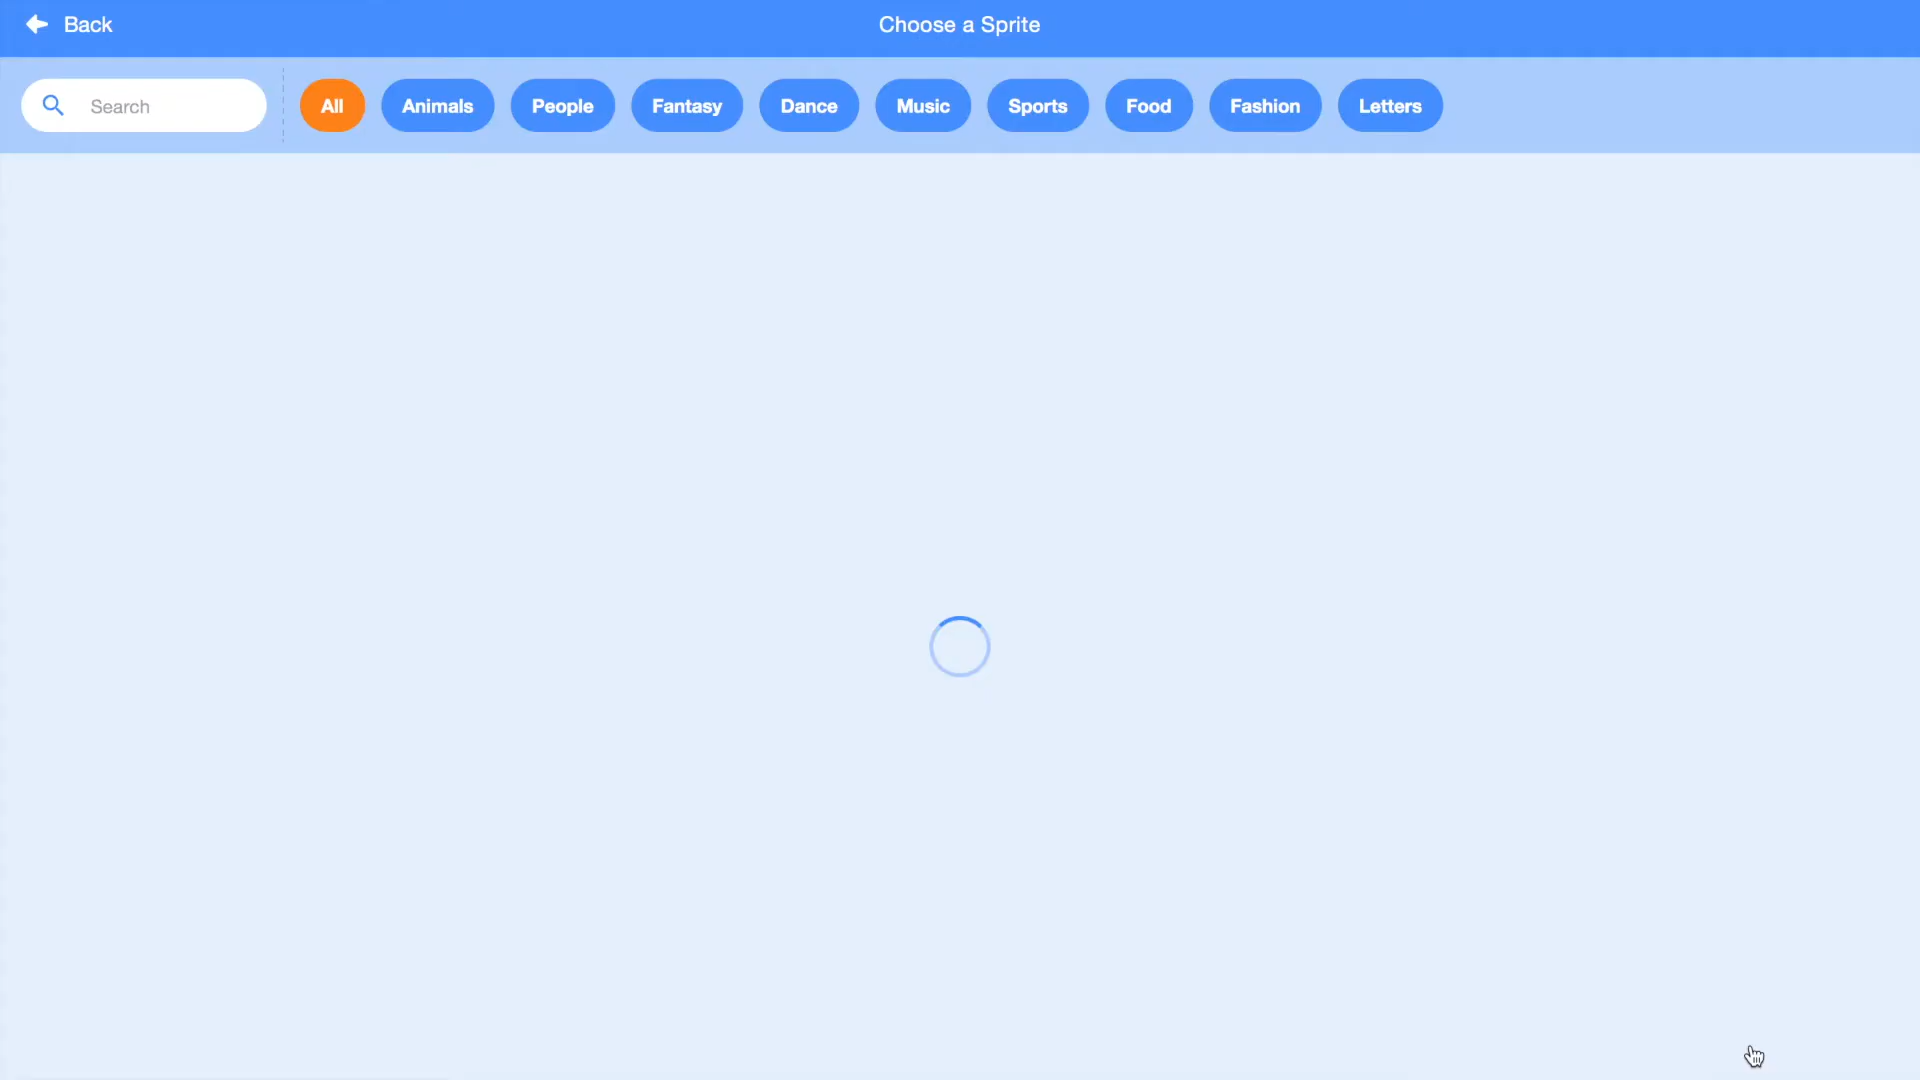 Back
Choose a Sprite
Search
All
Animals
People
Fantasy
Dance
Music
Sports
Food
Fashion
Letters